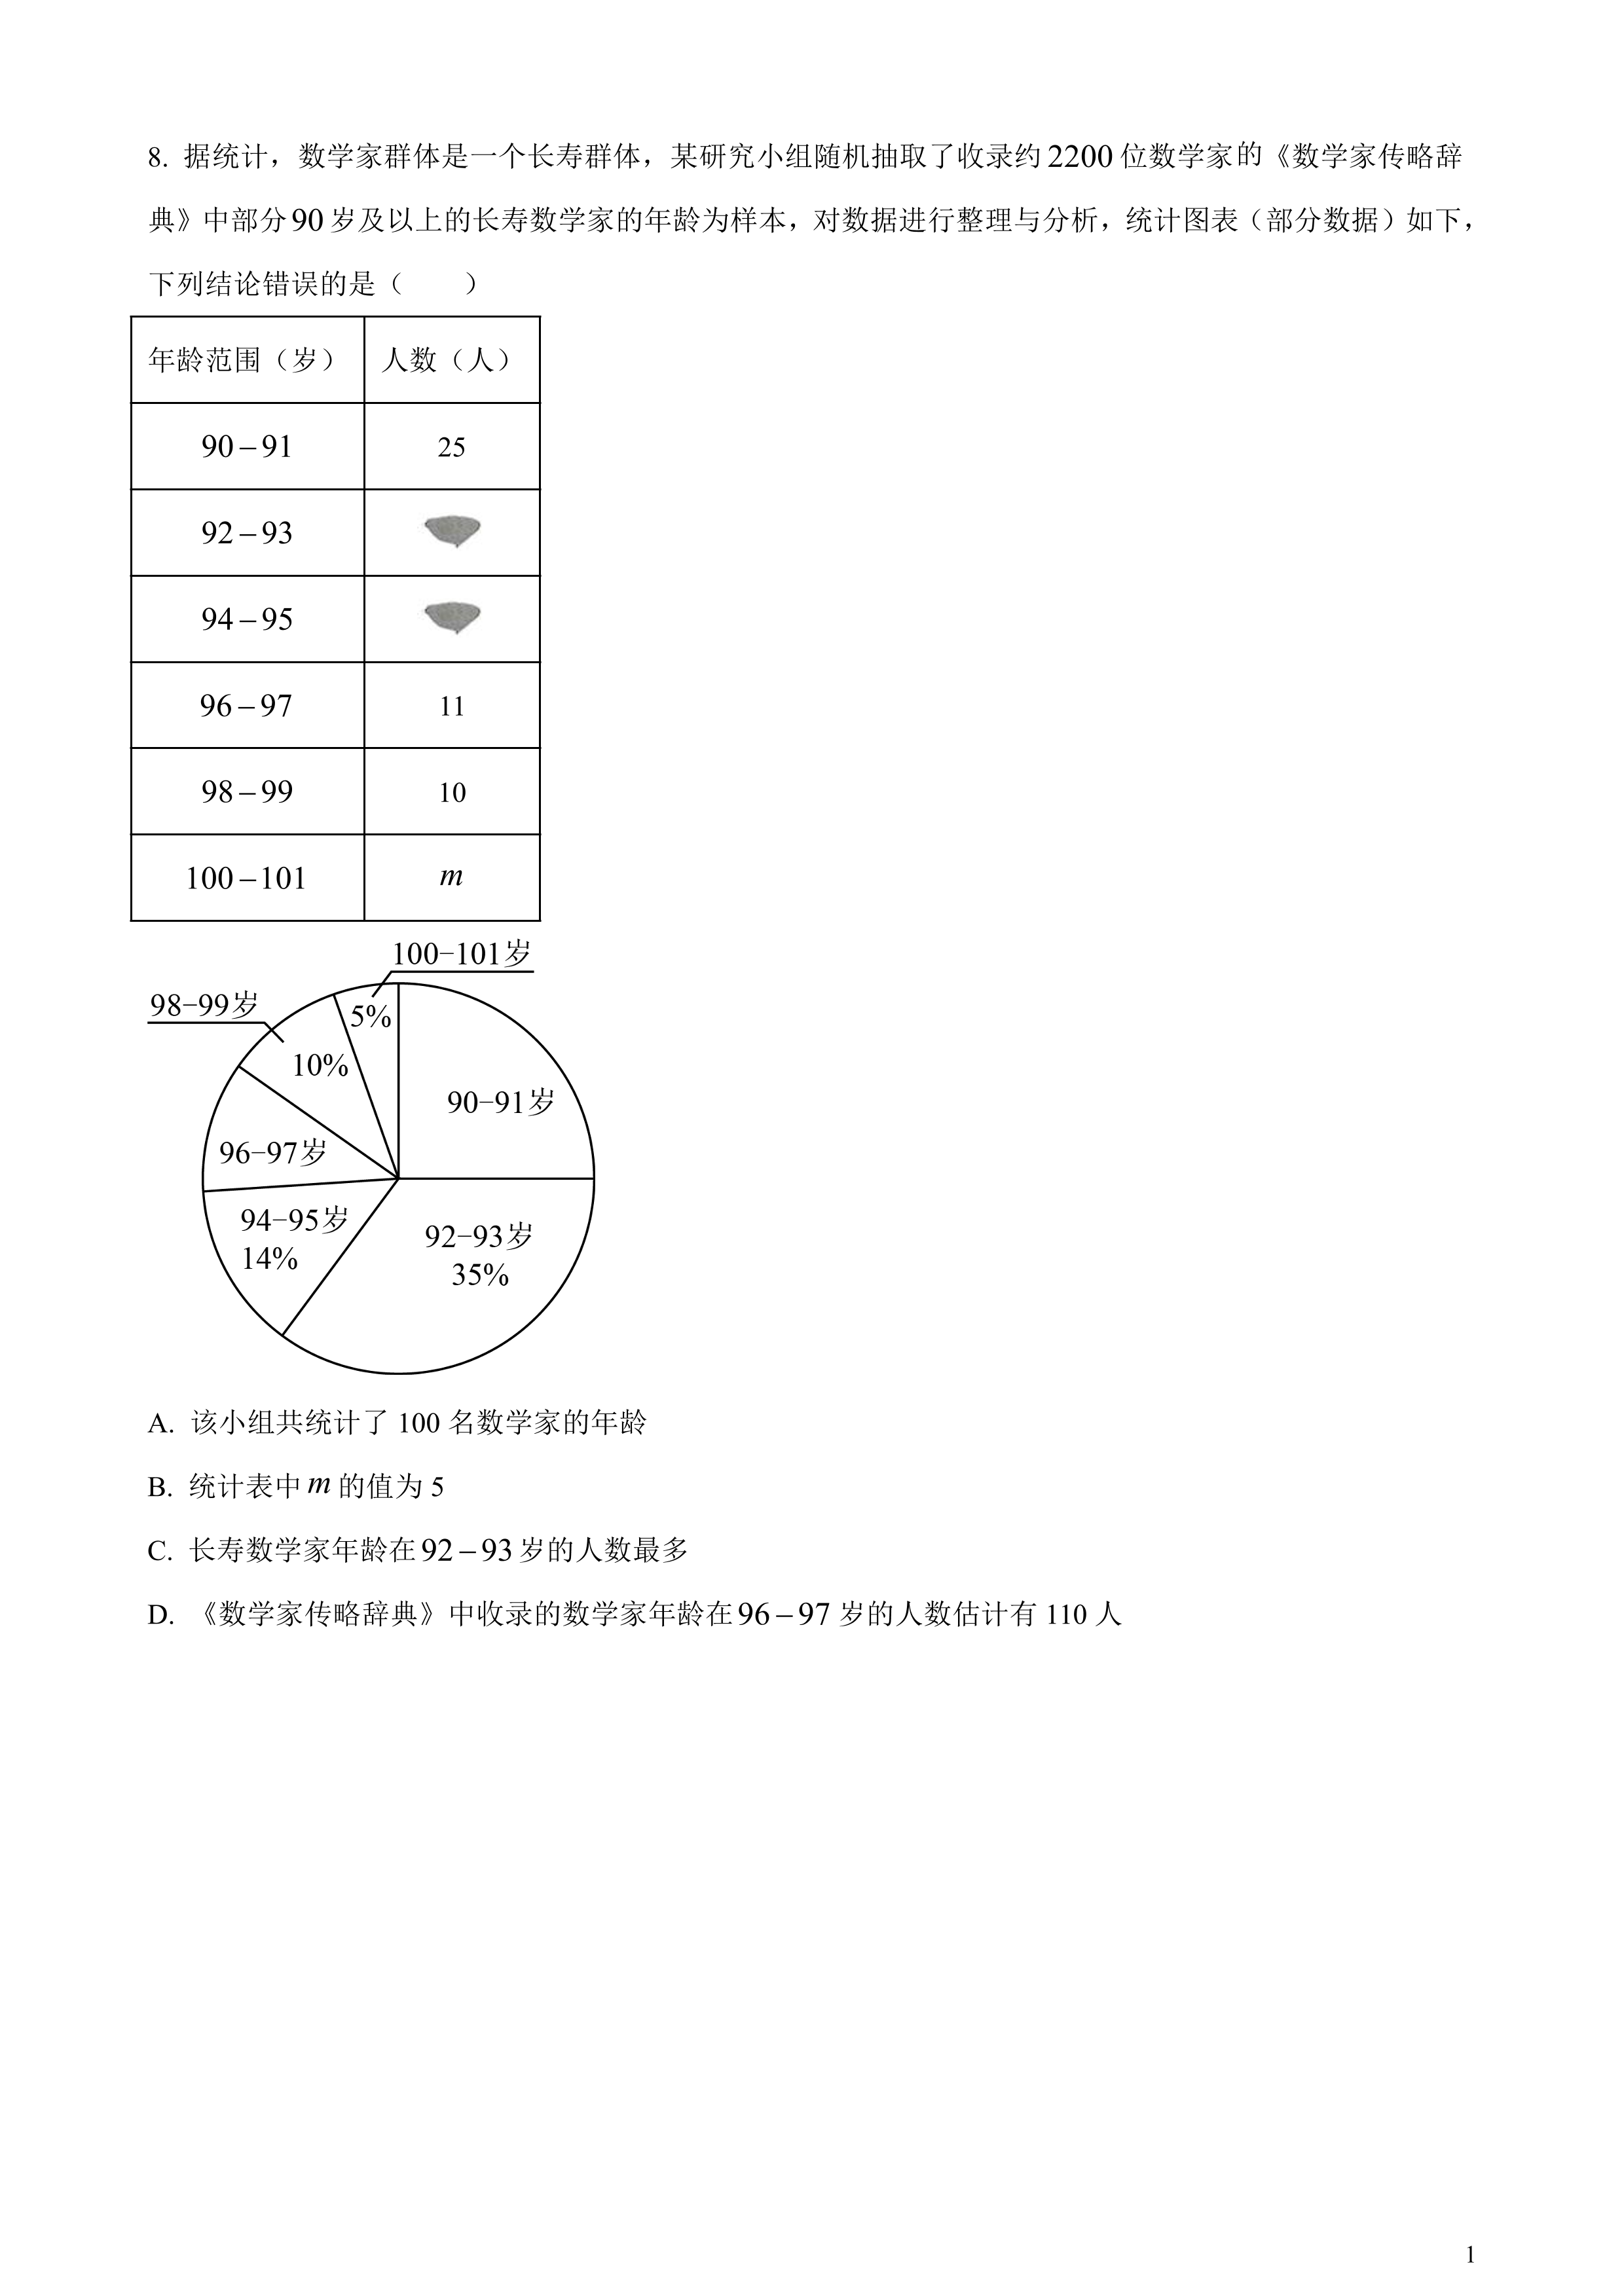 8. 据统计，数学家群体是一个长寿群体，某研究小组随机抽取了收录约2200位数学家的《数学家传略辞
典》中部分90岁及以上的长寿数学家的年龄为样本，对数据进行整理与分析，统计图表（部分数据）如下，
下列结论错误的是（　　）
年龄范围（岁） 人数（人）
90－91 25
92－93
94－95
96－97 11
98－99 10
100－101 m
100-101岁
98-99岁
5%
10%
90-91岁
96-97岁
94-95岁
14%
92-93岁
35%
A. 该小组共统计了100名数学家的年龄
B. 统计表中m的值为5
C. 长寿数学家年龄在92－93岁的人数最多
D. 《数学家传略辞典》中收录的数学家年龄在96－97岁的人数估计有110人
1